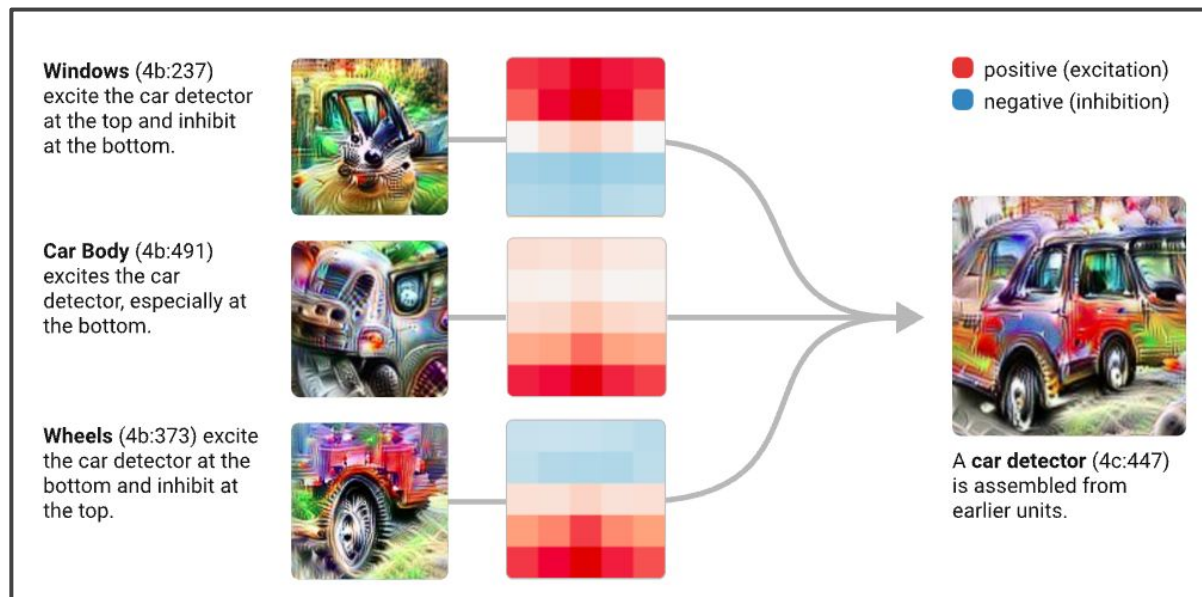 Windows (4b:237)
excite the car detector
at the top and inhibit
at the bottom.
Car Body (4b:491)
excites the car
detector, especially at
the bottom.
Wheels (4b:373) excite
the car detector at the
bottom and inhibit at
the top.
positive (excitation)
negative (inhibition)
A car detector (4c:447)
is assembled from
earlier units.